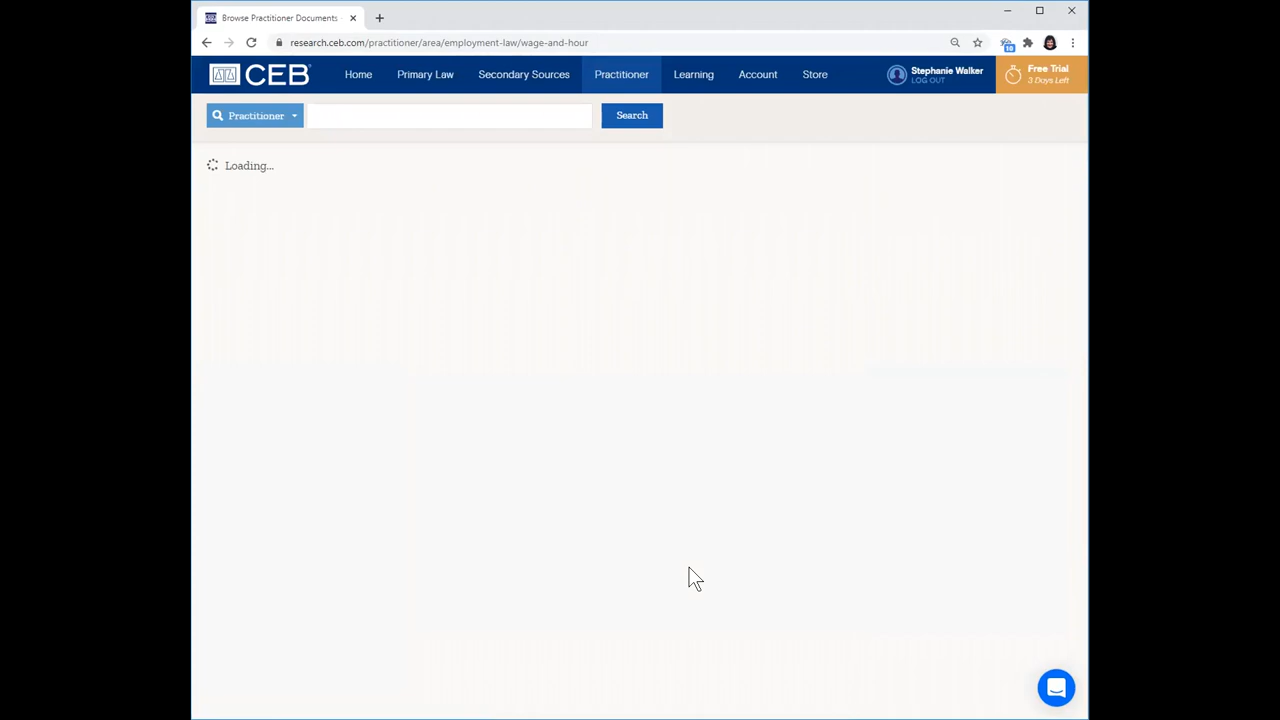 Browse Practitioner Documents
research.ceb.com/practitioner/area/employment-law/wage-and-hour
10
CEB®
Home
Primary Law
Secondary Sources
Practitioner
Learning
Account
Store
Stephanie Walker
LOG OUT
Free Trial
3 Days Left
Practitioner
Search
Loading...